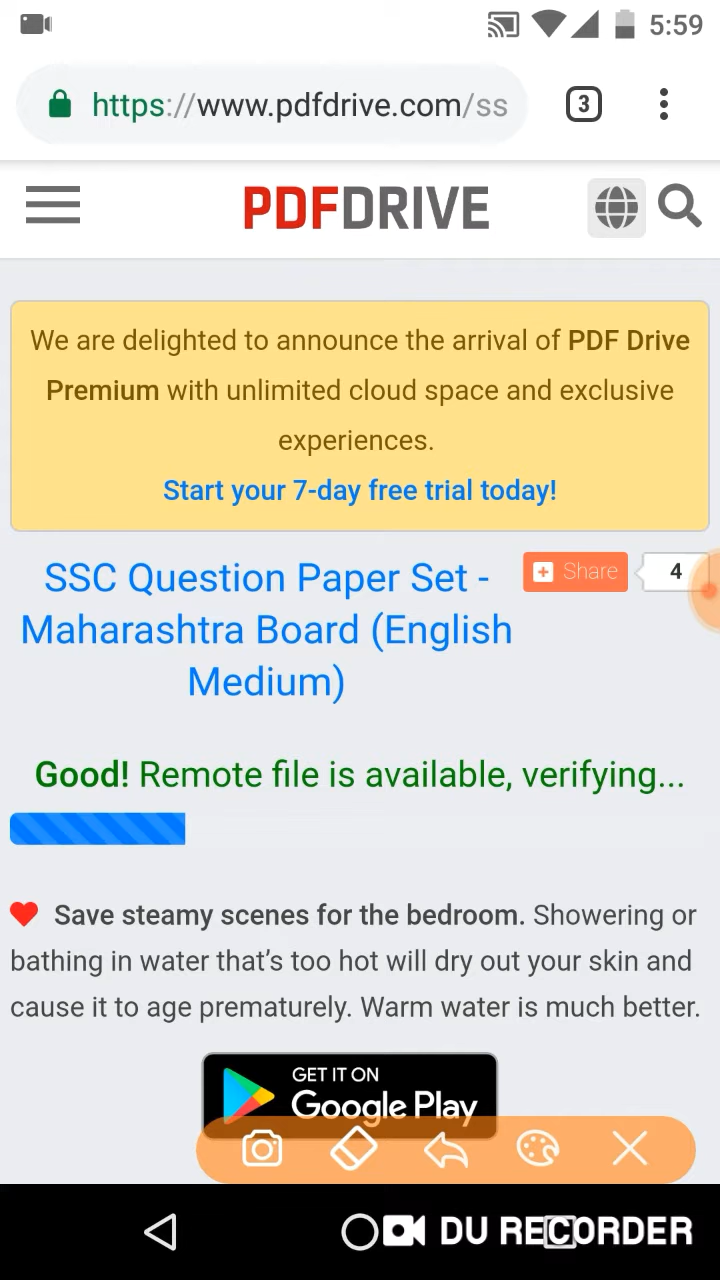 5:59
https://www.pdfdrive.com/ss
3
PDFDRIVE
We are delighted to announce the arrival of PDF Drive
Premium with unlimited cloud space and exclusive
experiences.
Start your 7-day free trial today!
SSC Question Paper Set -
Maharashtra Board (English
Medium)
Share
4
Good! Remote file is available, verifying...
Save steamy scenes for the bedroom. Showering or
bathing in water that's too hot will dry out your skin and
cause it to age prematurely. Warm water is much better.
GET IT ON
Google Play
DU RECORDER